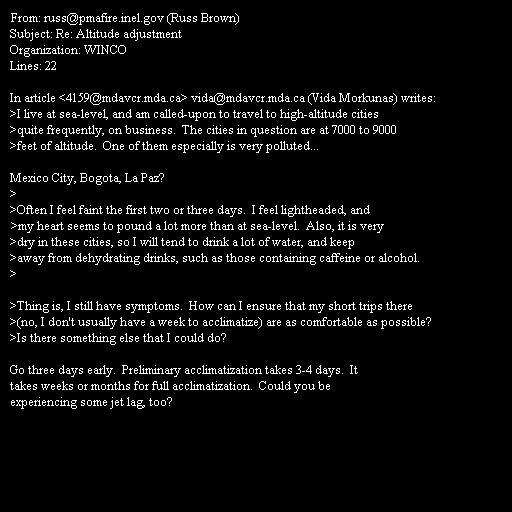 From: russ@pmafire.inel.gov (Russ Brown)
Subject: Re: Altitude adjustment
Organization: WINCO
Lines: 22

In article <4159@mdavcr.mda.ca> vida@mdavcr.mda.ca (Vida Morkunas) writes:
>I live at sea-level, and am called-upon to travel to high-altitude cities
>quite frequently, on business.  The cities in question are at 7000 to 9000
>feet of altitude.  One of them especially is very polluted...

Mexico City, Bogota, La Paz?
>
>Often I feel faint the first two or three days.  I feel lightheaded, and
>my heart seems to pound a lot more than at sea-level.  Also, it is very
>dry in these cities, so I will tend to drink a lot of water, and keep
>away from dehydrating drinks, such as those containing caffeine or alcohol.
>

>Thing is, I still have symptoms.  How can I ensure that my short trips there
>(no, I don't usually have a week to acclimatize) are as comfortable as possible?
>Is there something else that I could do?

Go three days early.  Preliminary acclimatization takes 3-4 days.  It
takes weeks or months for full acclimatization.  Could you be
experiencing some jet lag, too?